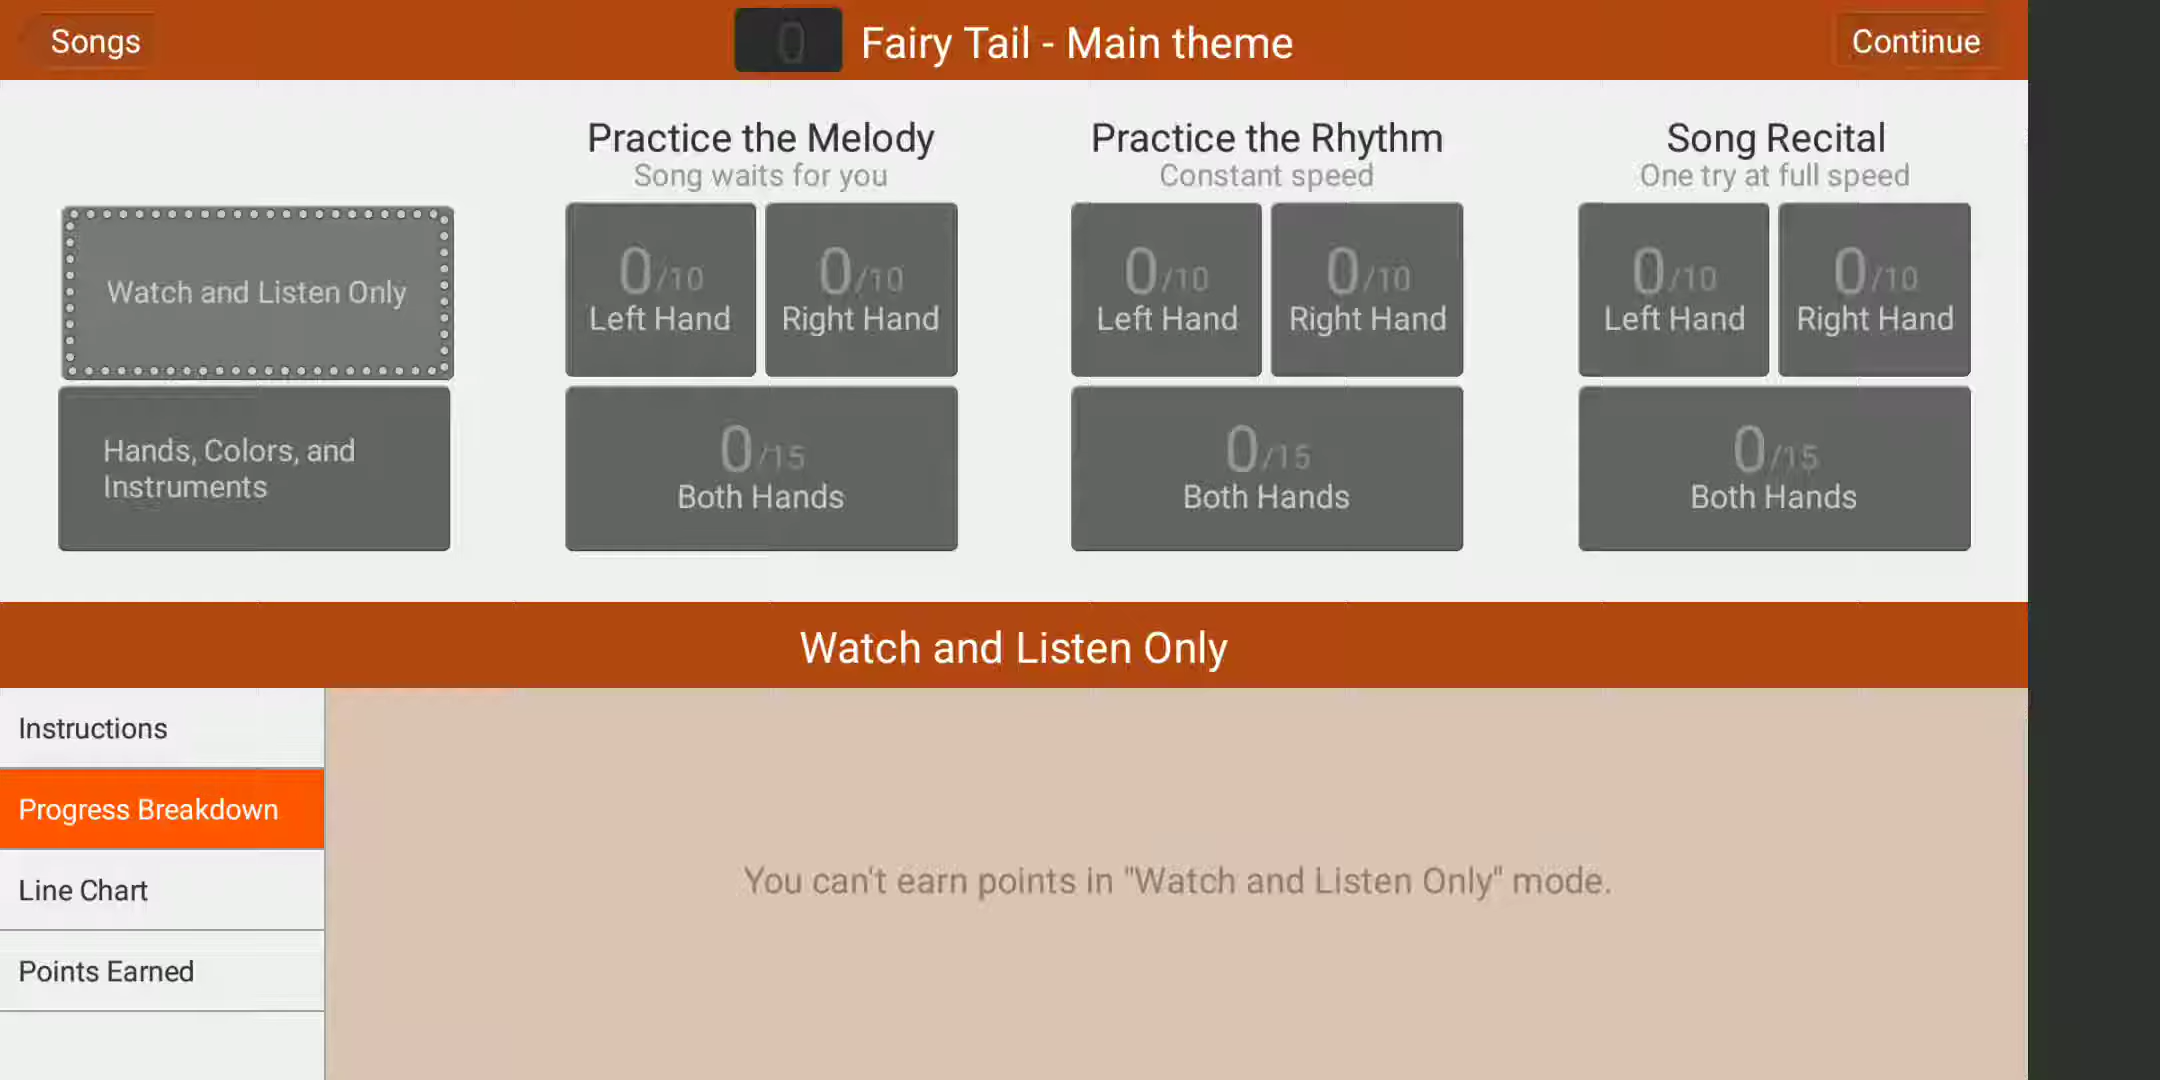 Songs
0
Fairy Tail - Main theme
Continue
Practice the Melody
Song waits for you
Practice the Rhythm
Constant speed
Song Recital
One try at full speed
Watch and Listen Only
0/10
Left Hand
0/10
Right Hand
0/10
Left Hand
0/10
Right Hand
0/10
Left Hand
0/10
Right Hand
Hands, Colors, and
Instruments
0/15
Both Hands
0/15
Both Hands
0/15
Both Hands
Watch and Listen Only
Instructions
Progress Breakdown
Line Chart
Points Earned
You can't earn points in "Watch and Listen Only" mode.